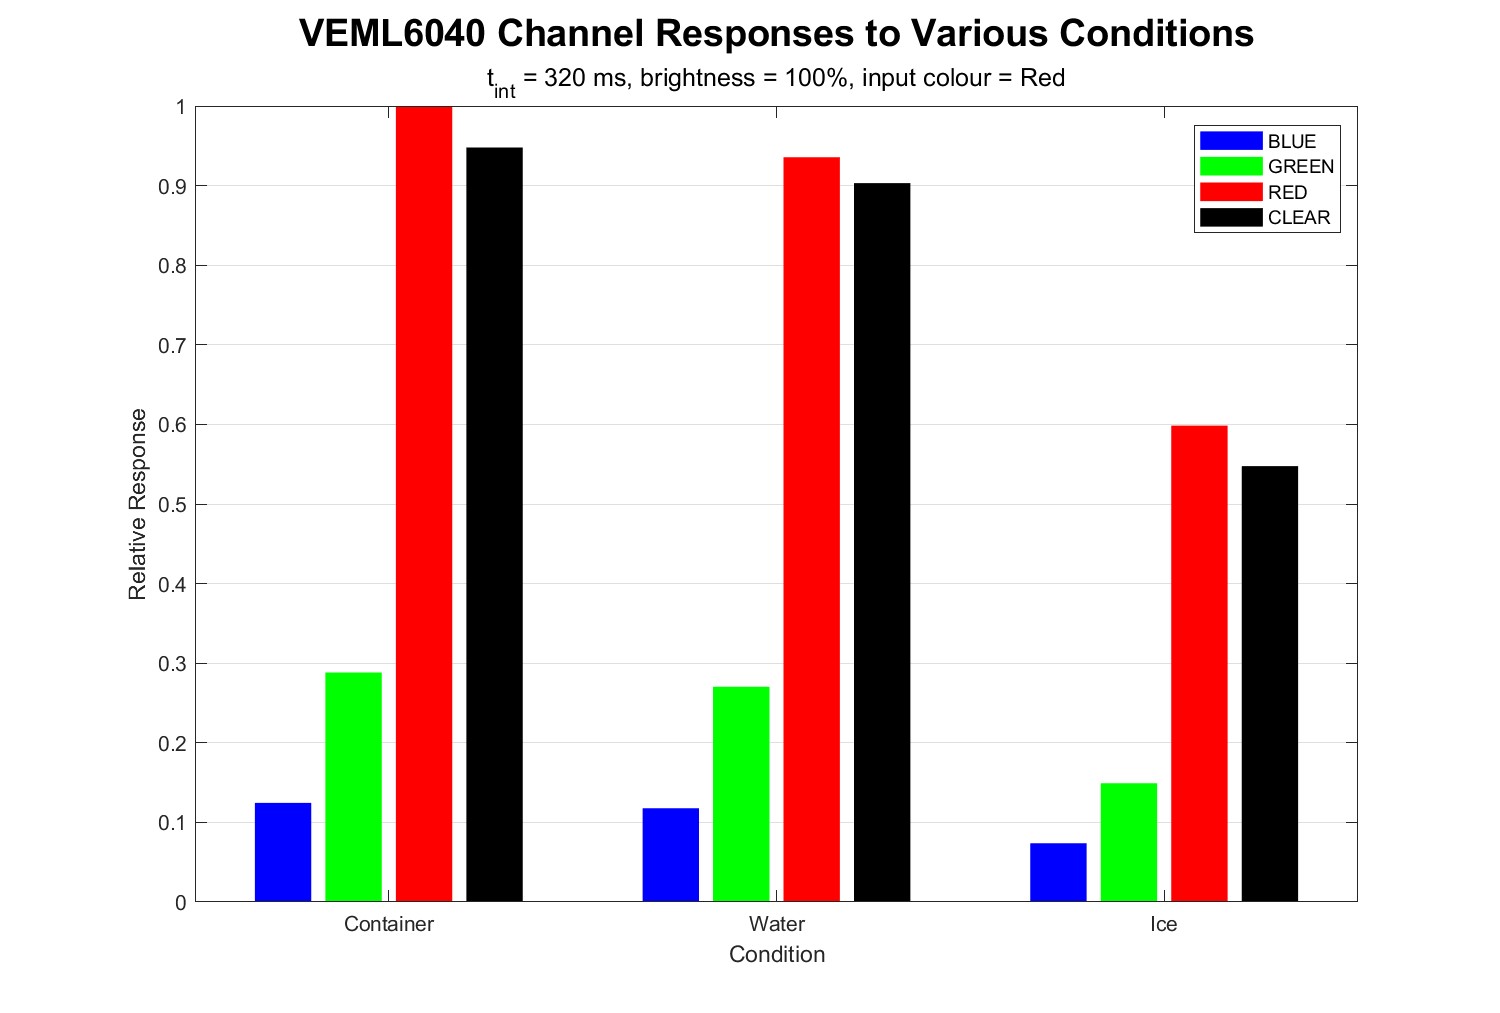 VEML6040 Channel Responses to Various Conditions
t_int = 320 ms, brightness = 100%, input colour = Red
1
0.9
0.8
0.7
0.6
0.5
0.4
0.3
0.2
0.1
0
Relative Response
BLUE
GREEN
RED
CLEAR
Container Water Ice
Condition